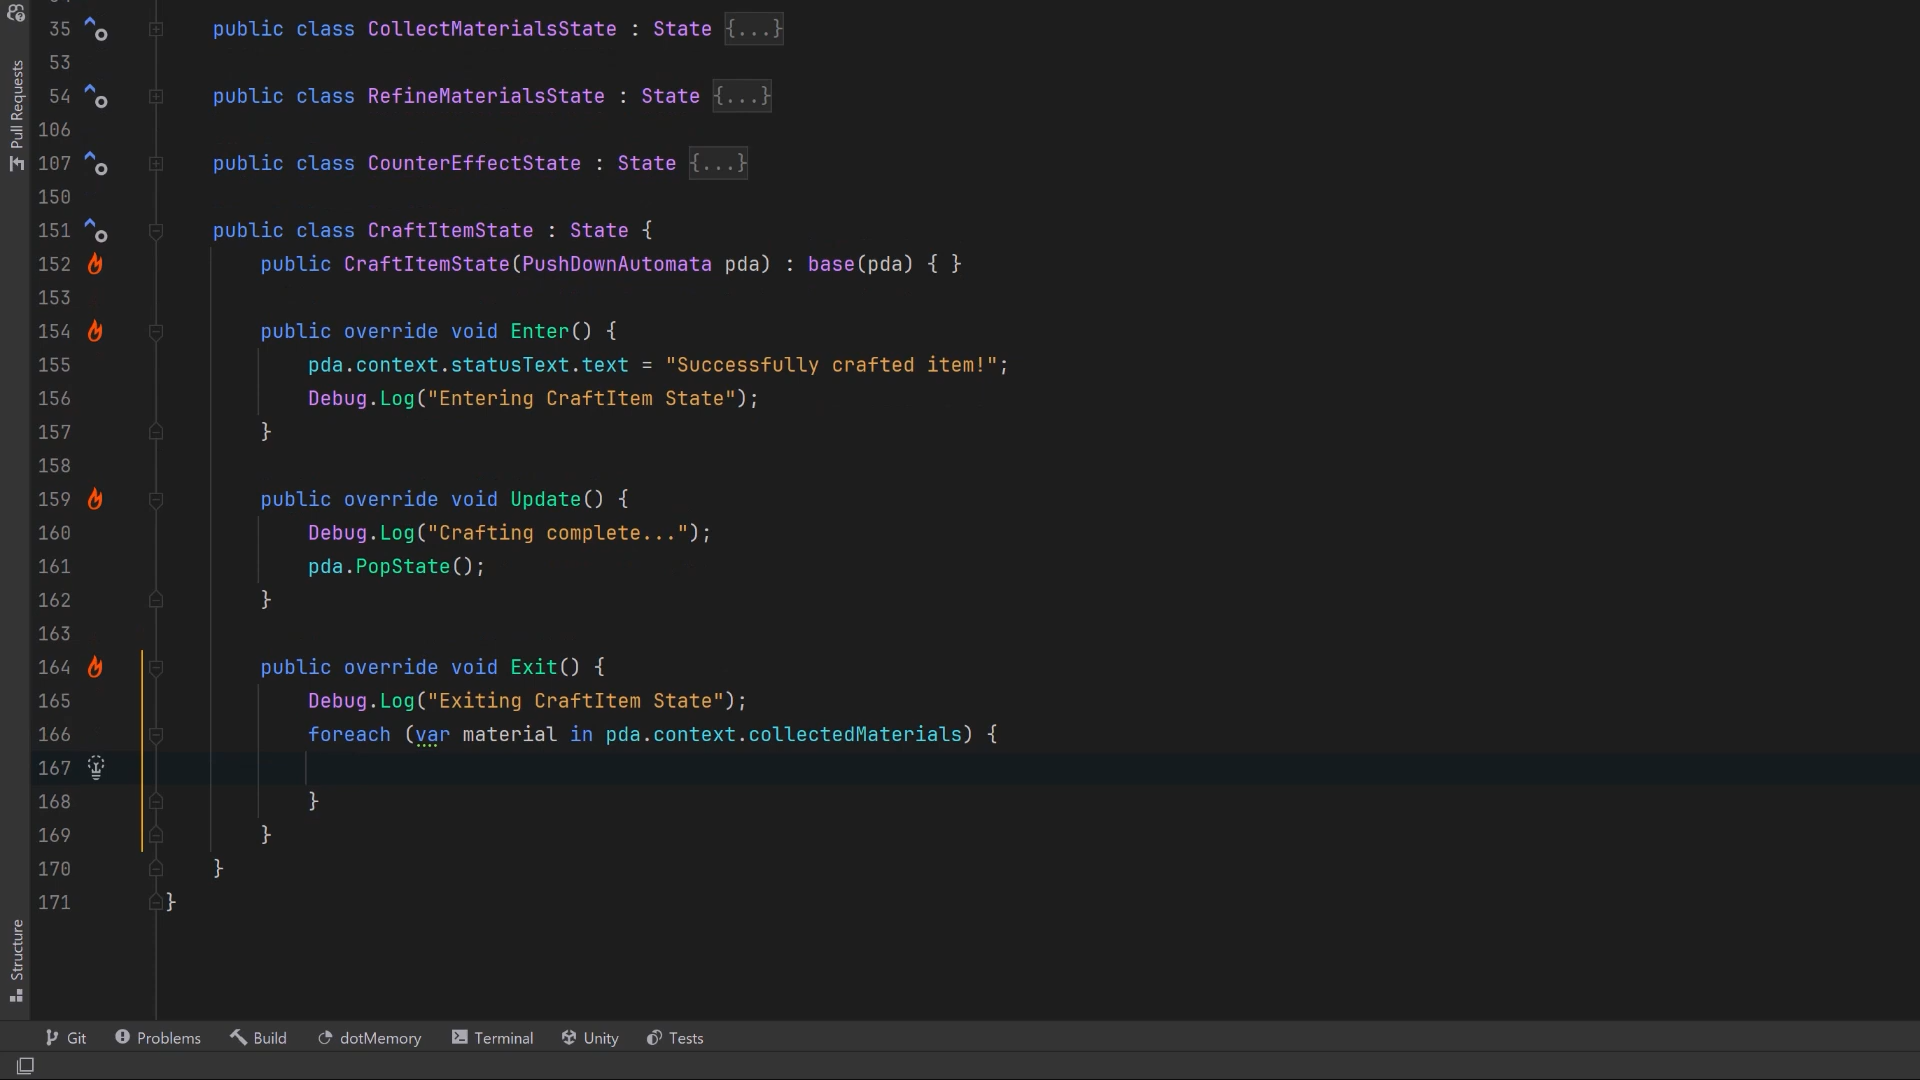 Pull Requests
Structure
35 public class CollectMaterialsState : State {...}
53
54 public class RefineMaterialsState : State {...}
106
107 public class CounterEffectState : State {...}
150
151 public class CraftItemState : State {
152 public CraftItemState(PushDownAutomata pda) : base(pda) { }
153
154 public override void Enter() {
155 pda.context.statusText.text = "Successfully crafted item!";
156 Debug.Log("Entering CraftItem State");
157 }
158
159 public override void Update() {
160 Debug.Log("Crafting complete...");
161 pda.PopState();
162 }
163
164 public override void Exit() {
165 Debug.Log("Exiting CraftItem State");
166 foreach (var material in pda.context.collectedMaterials) {
167
168 }
169 }
170 }
171 }
Git Problems Build dotMemory Terminal Unity Tests